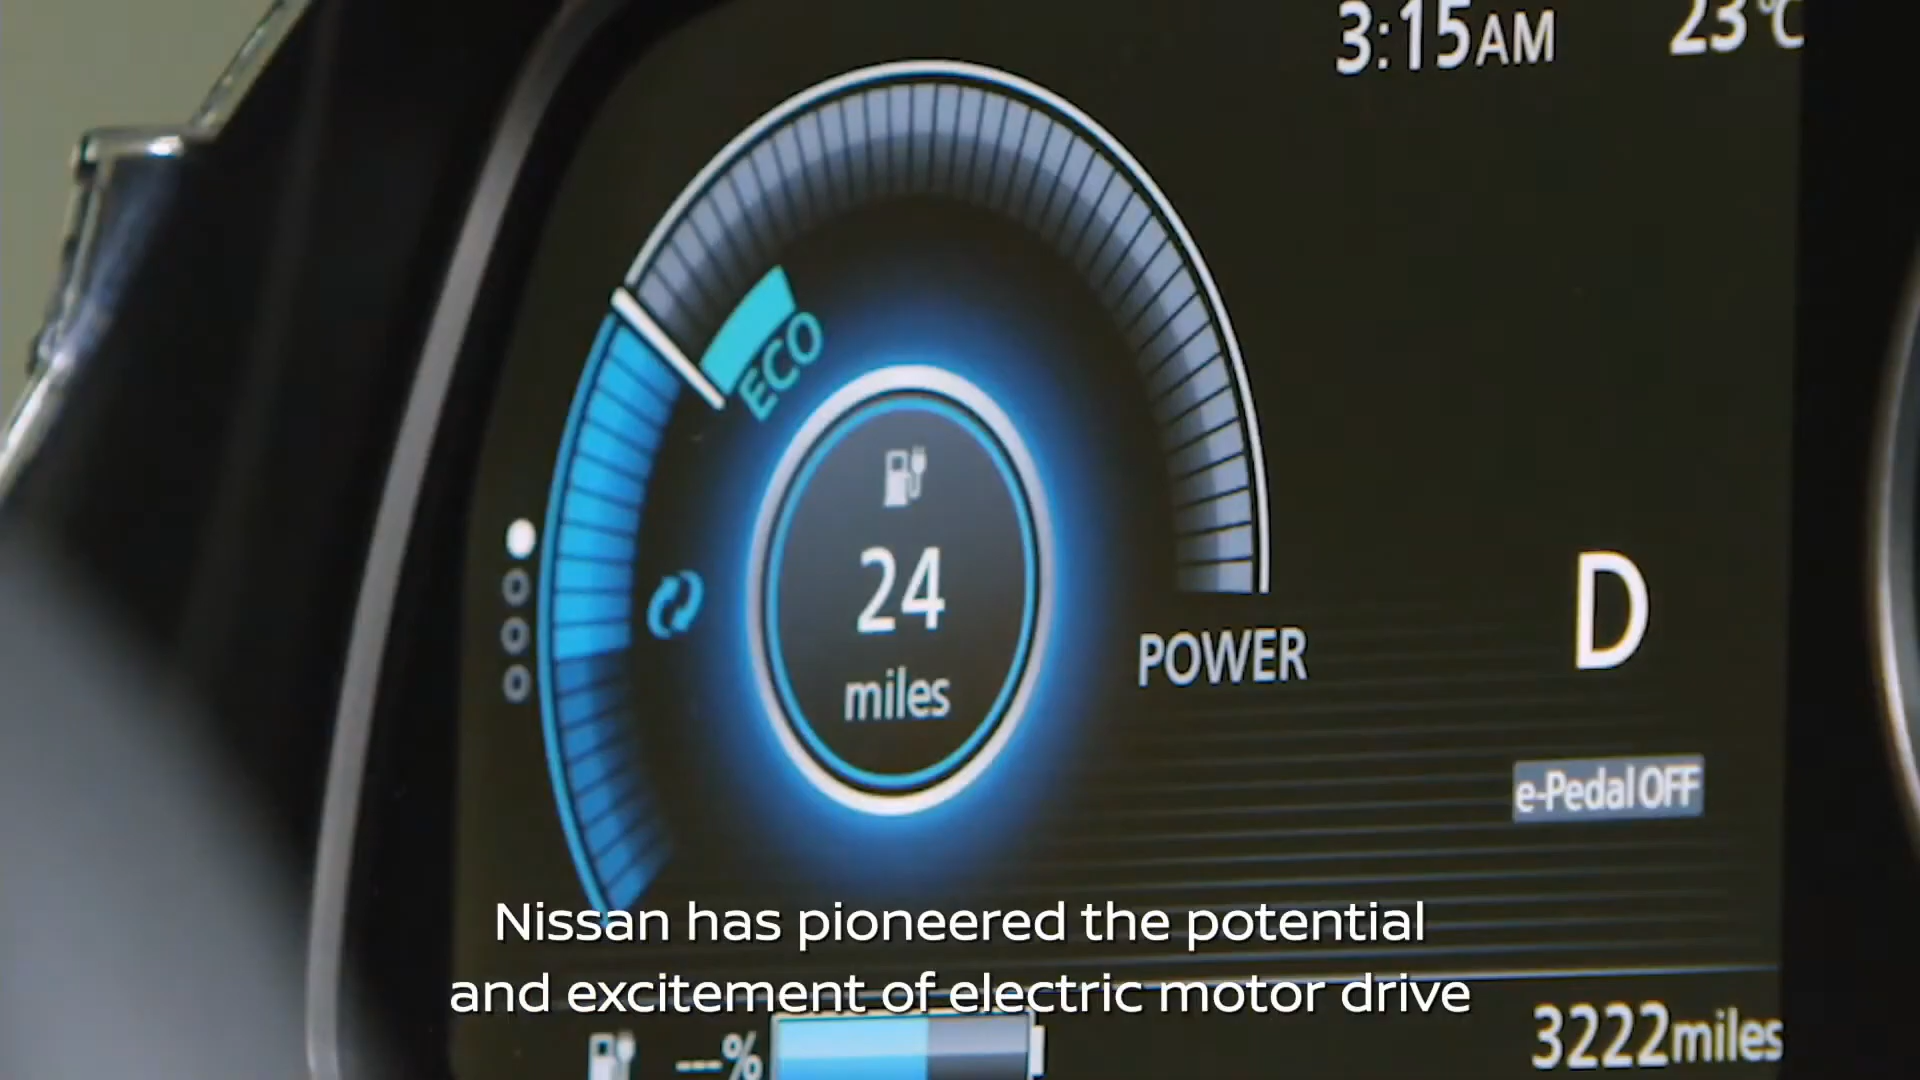 3:15AM 23°C
ECO
24
miles
POWER
D
e-Pedal OFF
Nissan has pioneered the potential
and excitement of electric motor drive
---% 3222miles